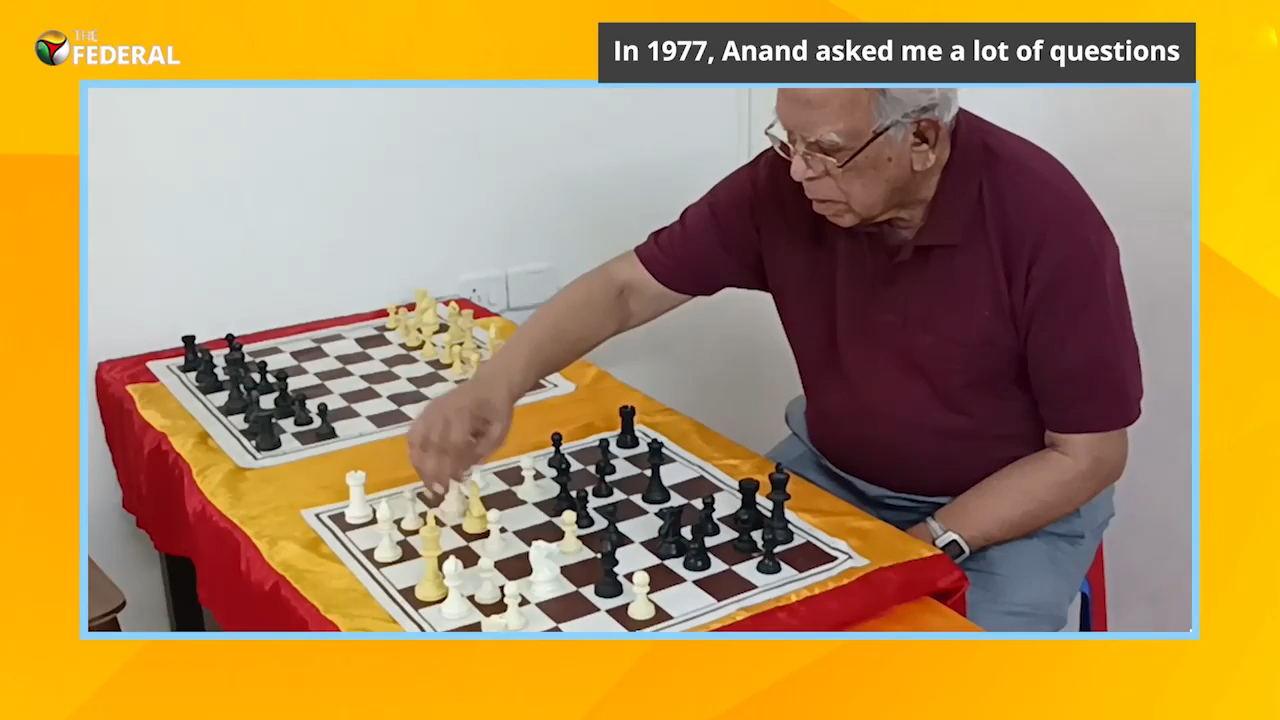 THE
FEDERAL
In 1977, Anand asked me a lot of questions